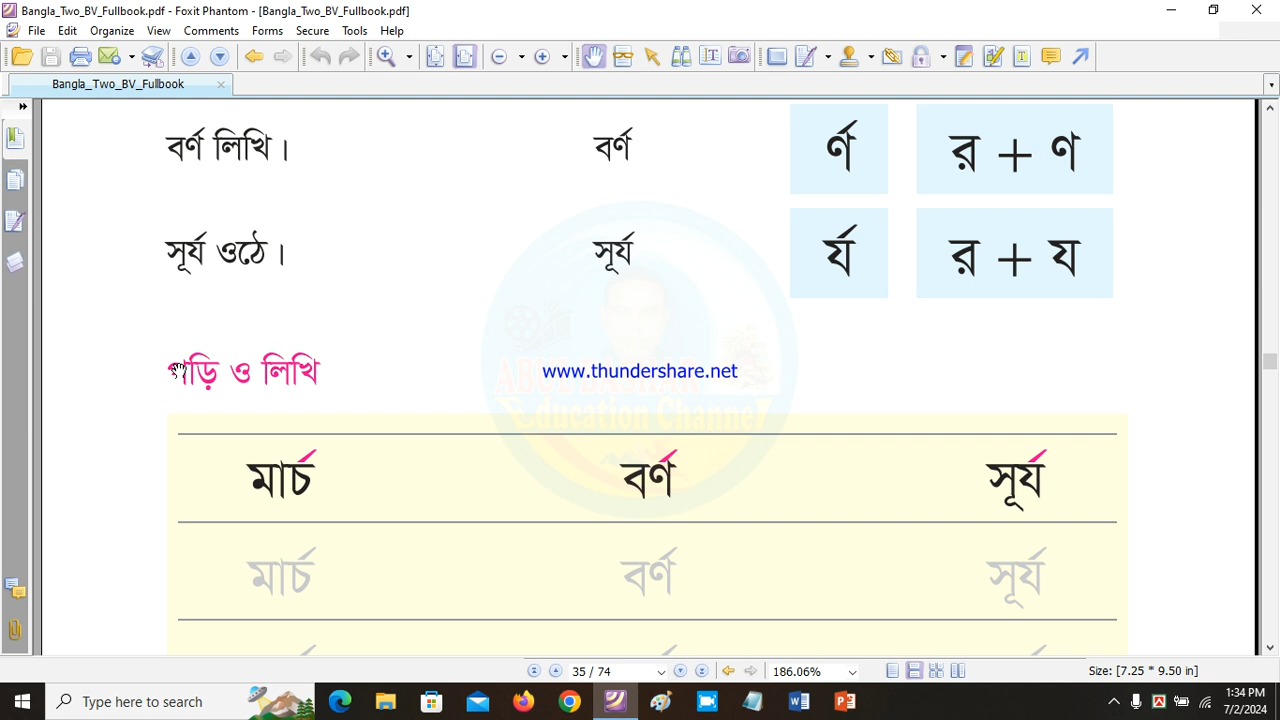 Bangla_Two_BV_Fullbook.pdf - Foxit Phantom - [Bangla_Two_BV_Fullbook.pdf]
File Edit Organize View Comments Forms Secure Tools Help
Bangla_Two_BV_Fullbook
বর্ণ লিখি। বর্ণ র্ণ র + ণ
সূর্য ওঠে। সূর্য র্য র + য
পড়ি ও লিখি www.thundershare.net
Education Channel
মার্চ বর্ণ সূর্য
মার্চ বর্ণ সূর্য
35 / 74 186.06% Size: [7.25 * 9.50 in]
Type here to search 1:34 PM
7/2/2024